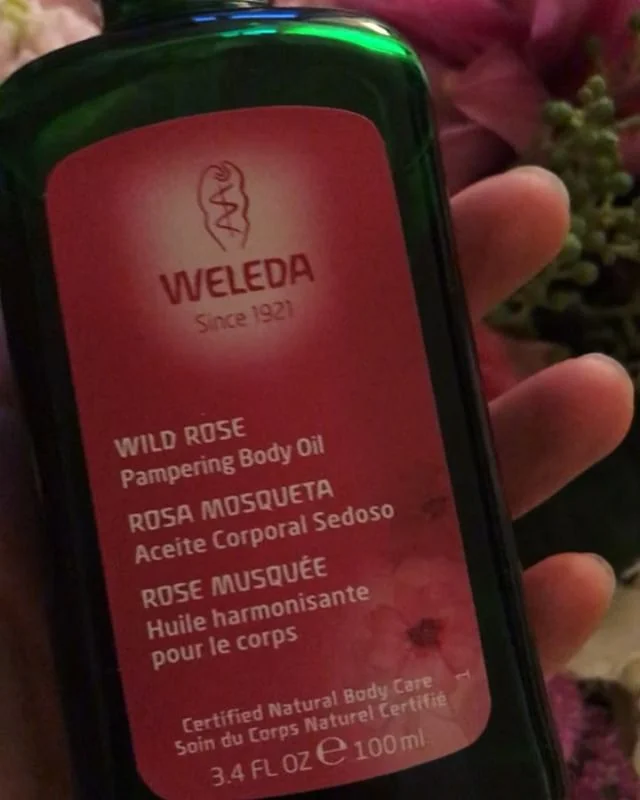 WELEDA
Since 1921
WILD ROSE
Pampering Body Oil
ROSA MOSQUETA
Aceite Corporal Sedoso
ROSE MUSQUÉE
Huile harmonisante
pour le corps
Certified Natural Body Care
Soin du Corps Naturel Certifié
3.4 FL OZ e 100 ml